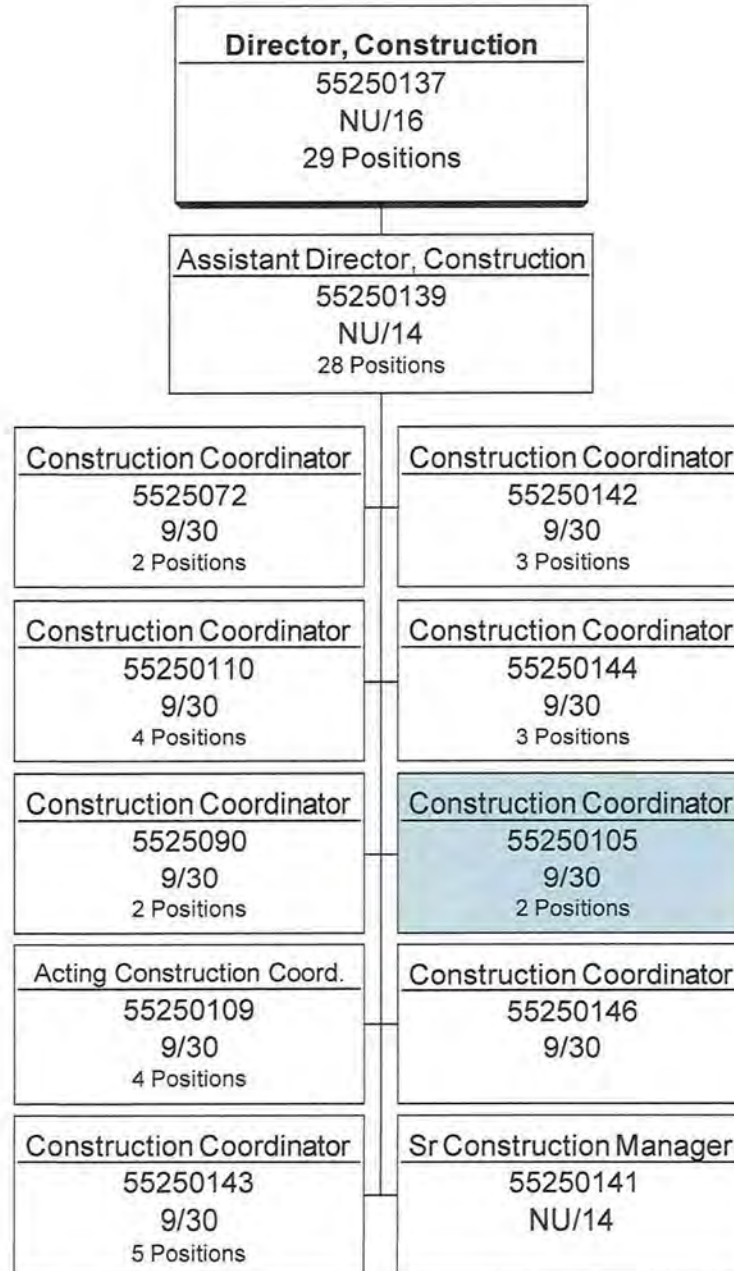 Director, Construction
55250137
NU/16
29 Positions
Assistant Director, Construction
55250139
NU/14
28 Positions
Construction Coordinator
5525072
9/30
2 Positions
Construction Coordinator
55250142
9/30
3 Positions
Construction Coordinator
55250110
9/30
4 Positions
Construction Coordinator
55250144
9/30
3 Positions
Construction Coordinator
5525090
9/30
2 Positions
Construction Coordinator
55250105
9/30
2 Positions
Acting Construction Coord.
55250109
9/30
4 Positions
Construction Coordinator
55250146
9/30
Construction Coordinator
55250143
9/30
5 Positions
Sr Construction Manager
55250141
NU/14